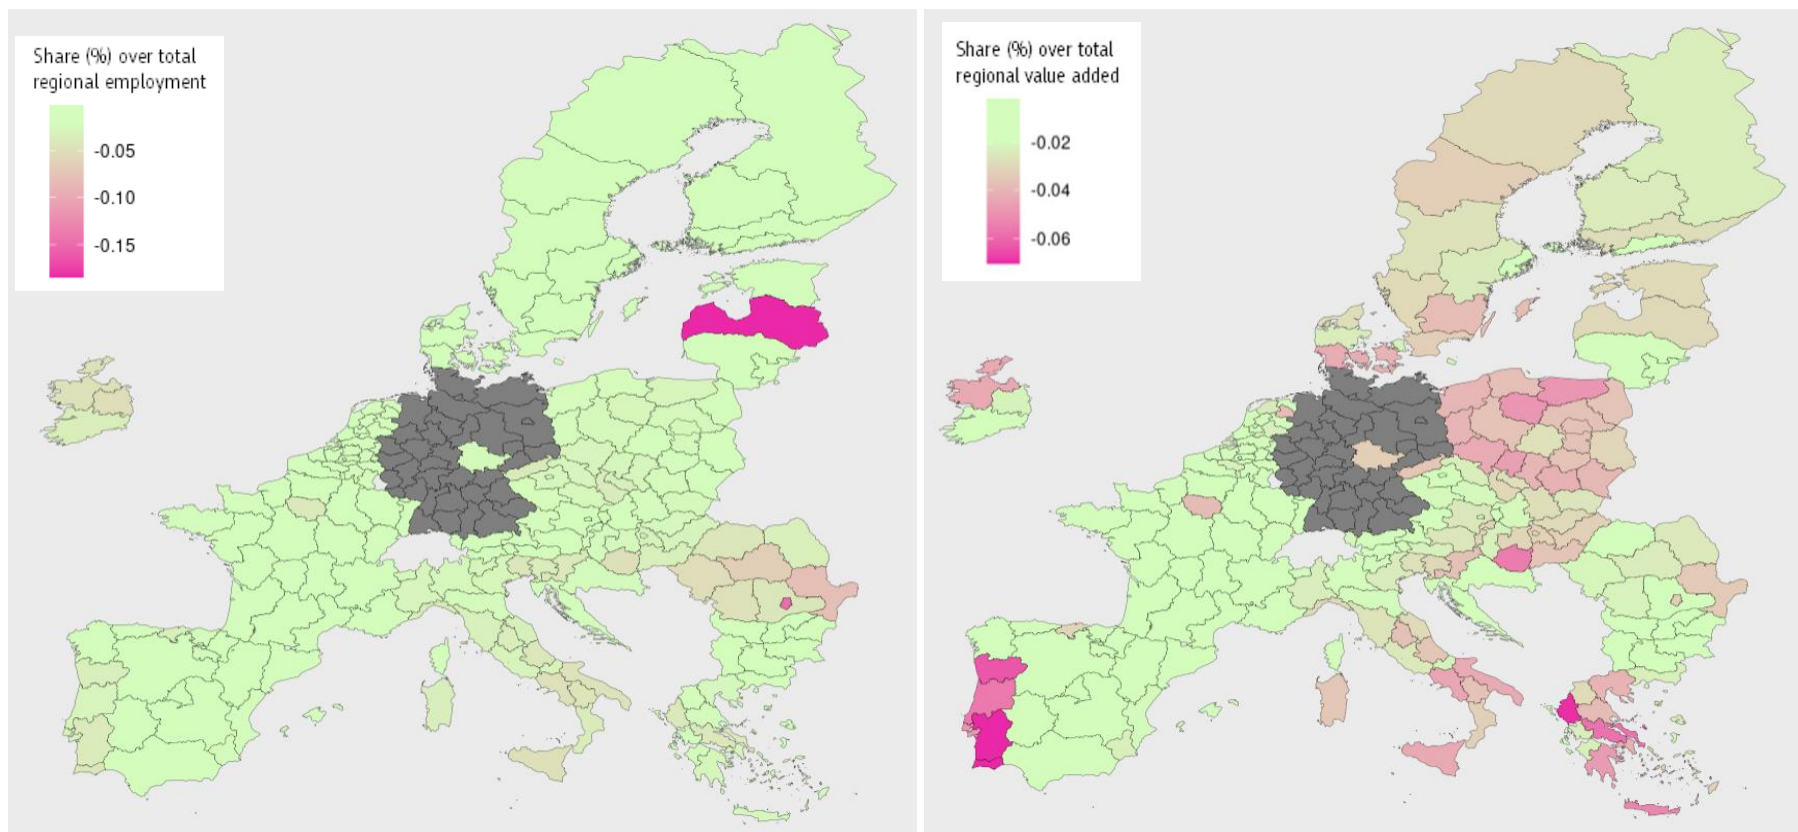 Share (%) over total
regional employment
-0.05
-0.10
-0.15
Share (%) over total
regional value added
-0.02
-0.04
-0.06